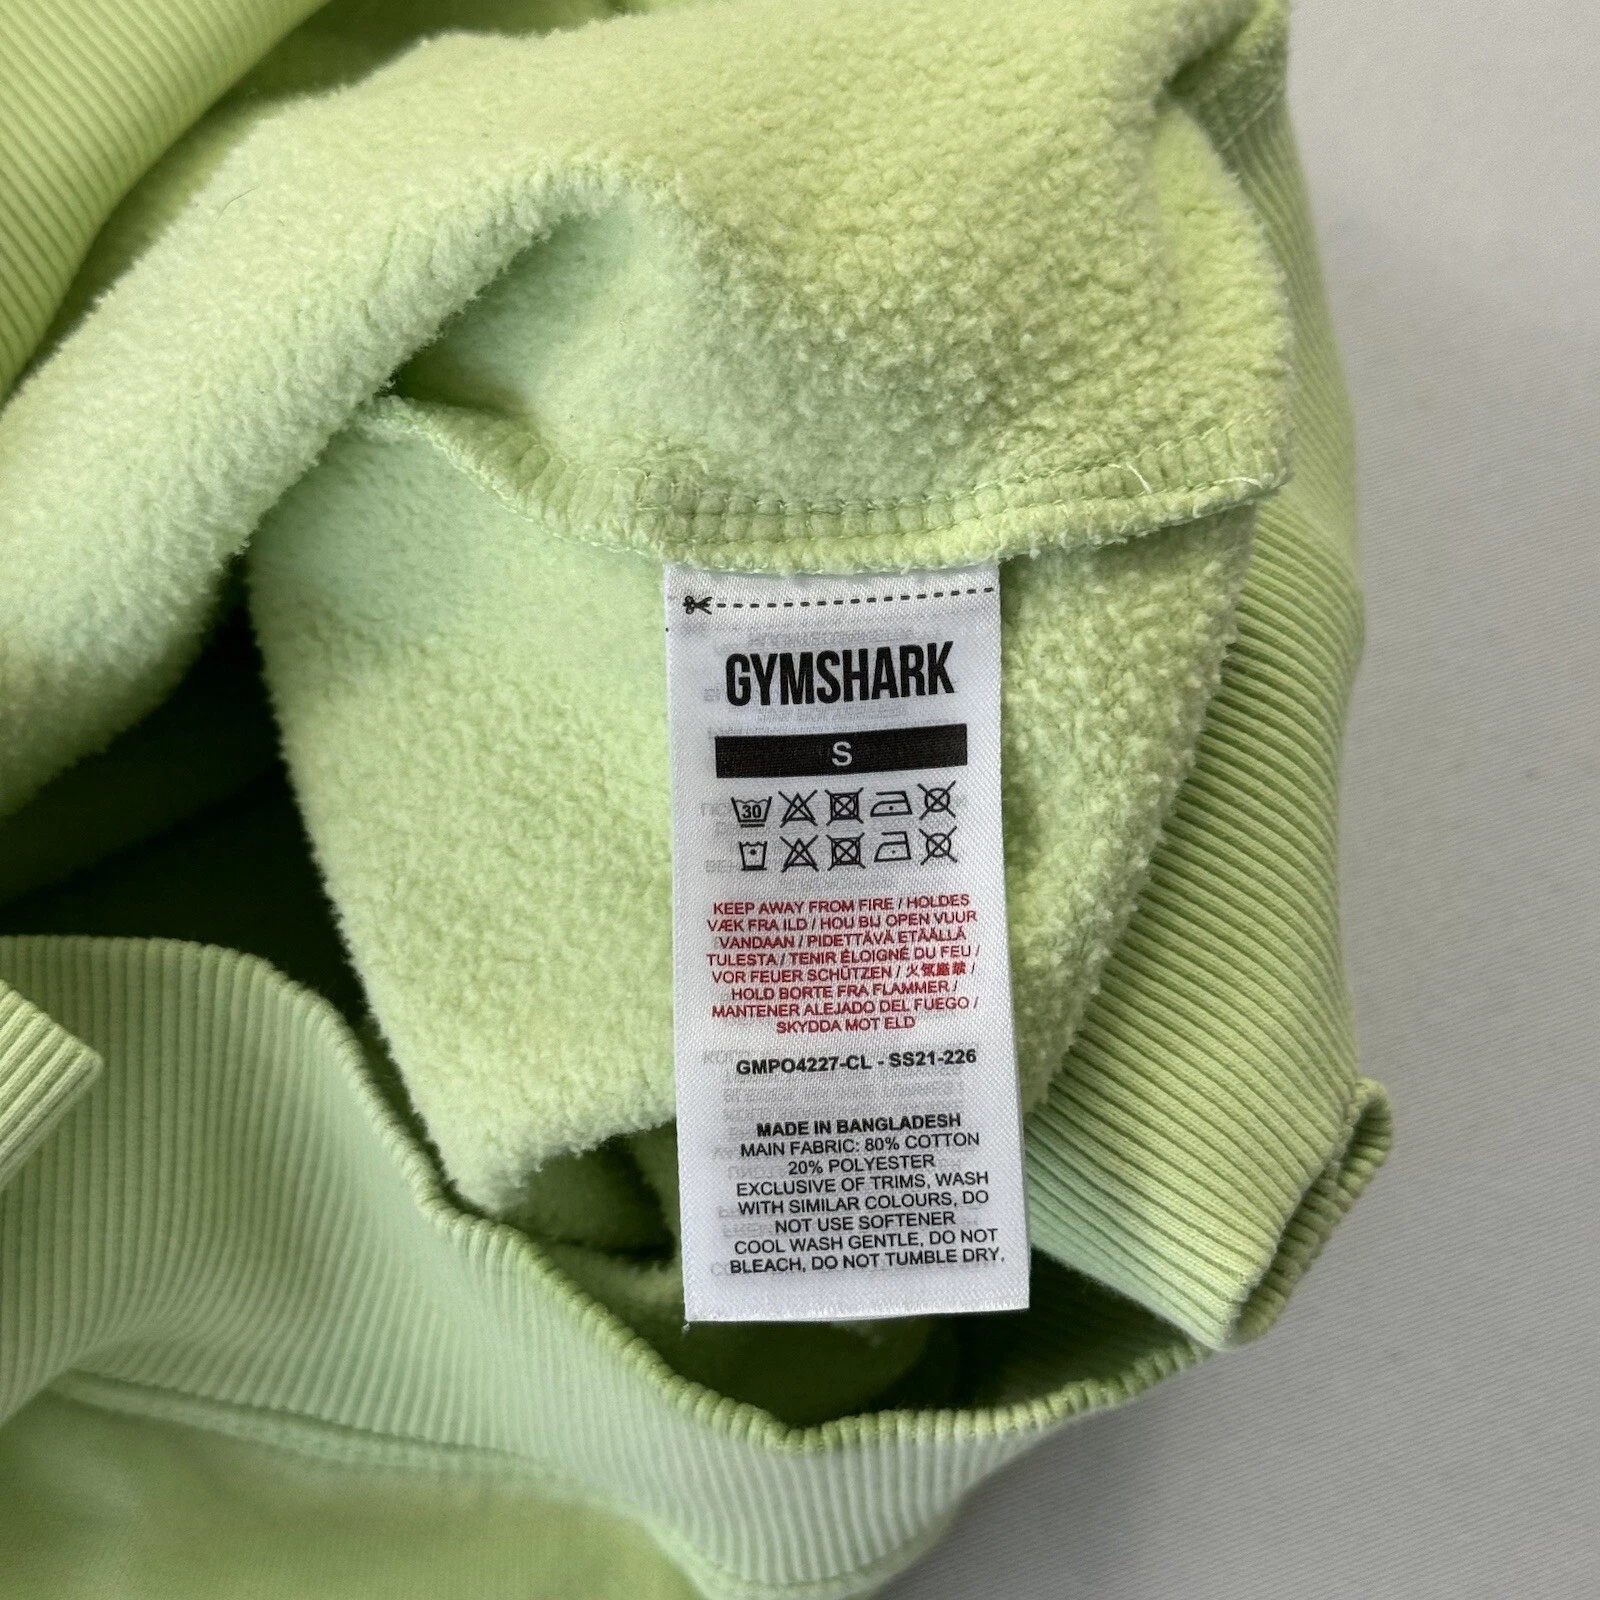 GYMSHARK
S
30
KEEP AWAY FROM FIRE / HOLDES
VÆK FRA ILD / HOU BIJ OPEN VUUR
VANDAAN / PIDETTÄVÄ ETÄÄLLÄ
TULESTA / TENIR ÉLOIGNÉ DU FEU /
VOR FEUER SCHÜTZEN / 火気厳禁 /
HOLD BORTE FRA FLAMMER /
MANTENER ALEJADO DEL FUEGO /
SKYDDA MOT ELD
GMPO4227-CL - SS21-226
MADE IN BANGLADESH
MAIN FABRIC: 80% COTTON
20% POLYESTER
EXCLUSIVE OF TRIMS, WASH
WITH SIMILAR COLOURS, DO
NOT USE SOFTENER
COOL WASH GENTLE, DO NOT
BLEACH, DO NOT TUMBLE DRY,